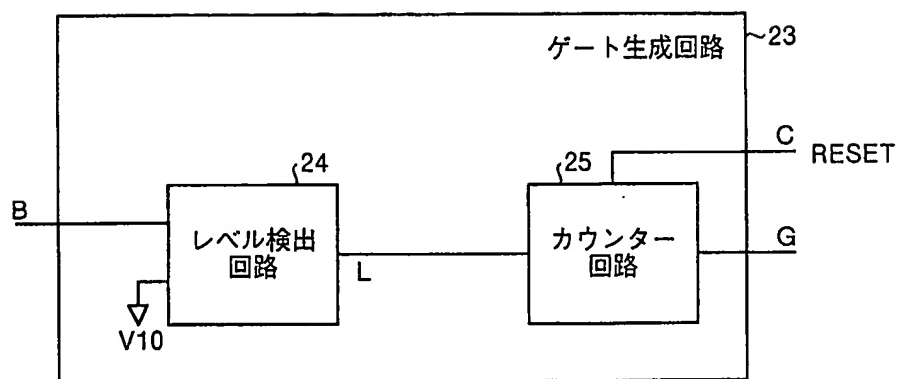 ゲート生成回路
23
C
RESET
24
25
B
レベル検出
回路
L
カウンター
回路
G
V10